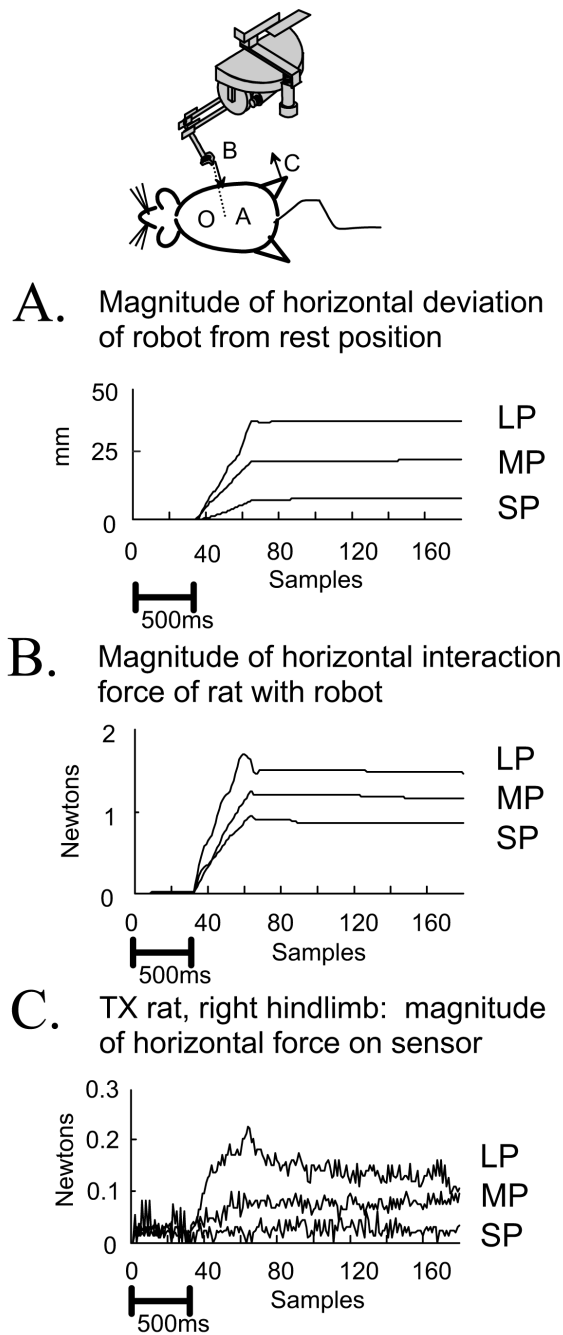 B
C
O
A
A. Magnitude of horizontal deviation
of robot from rest position
50
25
0
mm
LP
MP
SP
0 40 80 120 160
Samples
500ms
B. Magnitude of horizontal interaction
force of rat with robot
2
1
0
Newtons
LP
MP
SP
0 40 80 120 160
Samples
500ms
C. TX rat, right hindlimb: magnitude
of horizontal force on sensor
0.3
0.2
0.1
0
Newtons
LP
MP
SP
0 40 80 120 160
Samples
500ms